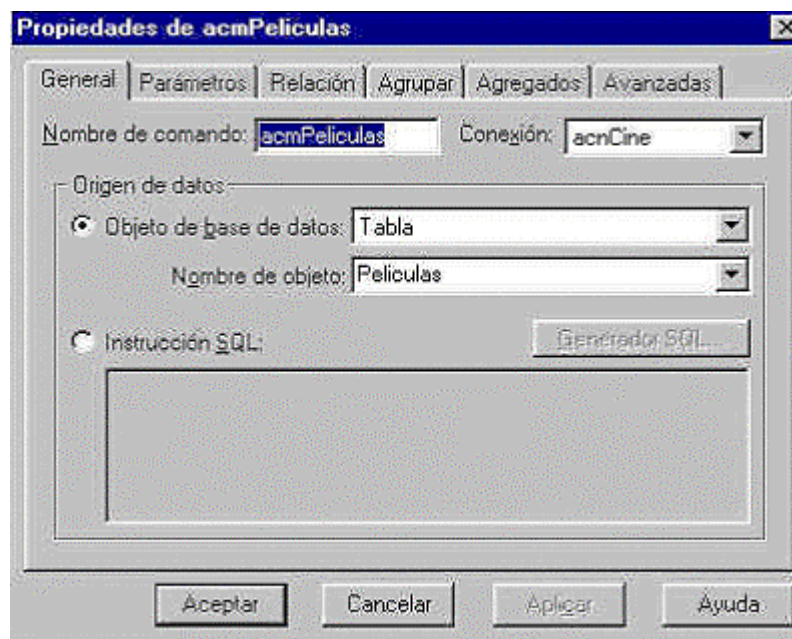 Propiedades de acmPeliculas
General Parámetros Relación Agrupar Agregados Avanzadas
Nombre de comando: acmPeliculas Conexión: acnCine
Origen de datos
Objeto de base de datos: Tabla
Nombre de objeto: Peliculas
Instrucción SQL: Generador SQL...
Aceptar Cancelar Aplicar Ayuda